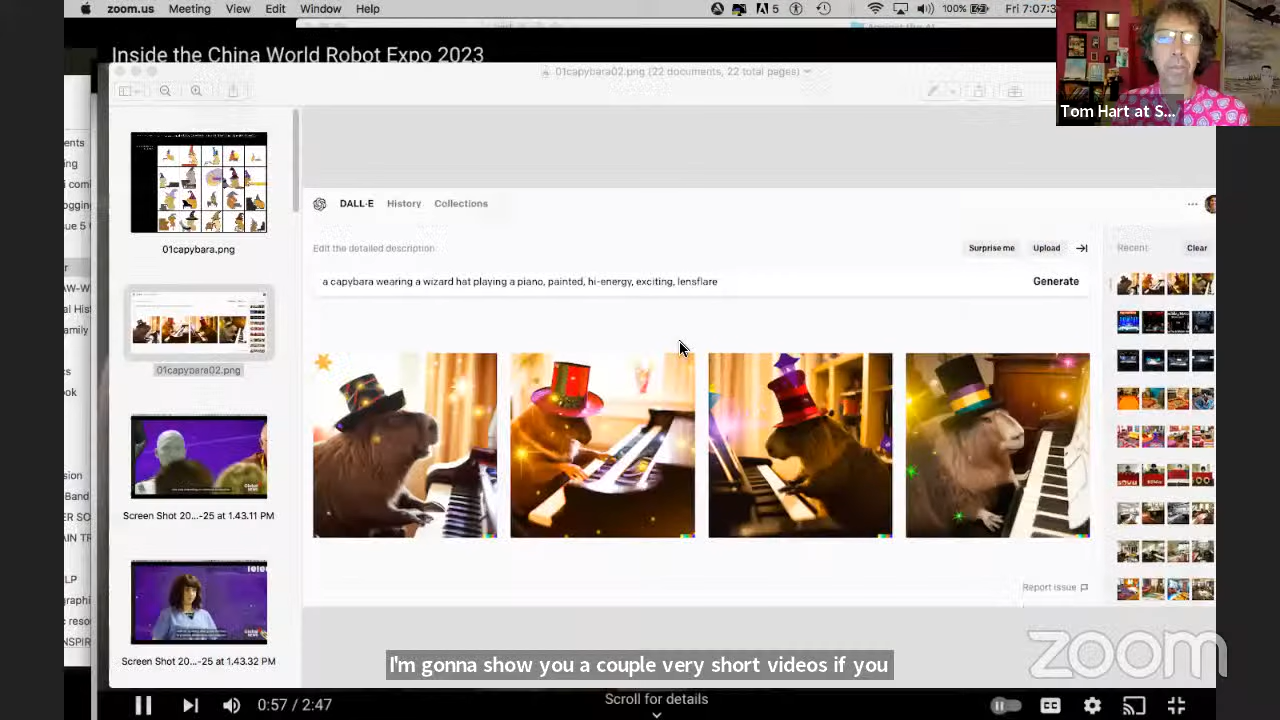 zoom.us Meeting View Edit Window Help
5 100% Fri 7:07:3
Inside the China World Robot Expo 2023
01capybara02.png (22 documents, 22 total pages)
Tom Hart at S...
DALL·E History Collections
Edit the detailed description
Surprise me Upload
Recent Clear
a capybara wearing a wizard hat playing a piano, painted, hi-energy, exciting, lensflare
Generate
01capybara.png
01capybara02.png
Screen Shot 20...-25 at 1.43.11 PM
Screen Shot 20...-25 at 1.43.32 PM
Report issue
I'm gonna show you a couple very short videos if you
zoom
0:57 / 2:47
Scroll for details
CC